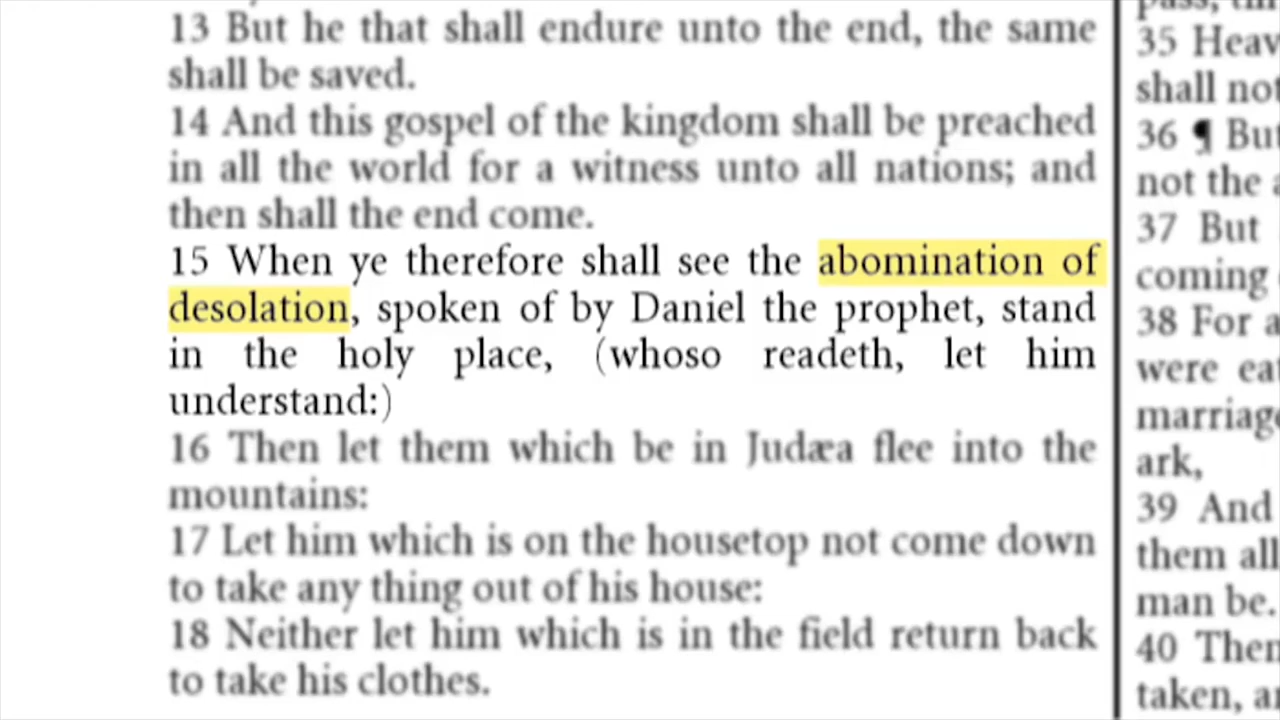 13 But he that shall endure unto the end, the same
shall be saved.
14 And this gospel of the kingdom shall be preached
in all the world for a witness unto all nations; and
then shall the end come.
15 When ye therefore shall see the abomination of
desolation, spoken of by Daniel the prophet, stand
in the holy place, (whoso readeth, let him
understand:)
16 Then let them which be in Judæa flee into the
mountains:
17 Let him which is on the housetop not come down
to take any thing out of his house:
18 Neither let him which is in the field return back
to take his clothes.
35
shall
36 ¶
not the
37 But
coming
38 For
were
ark,
39 And
them all
man be.
40
taken,